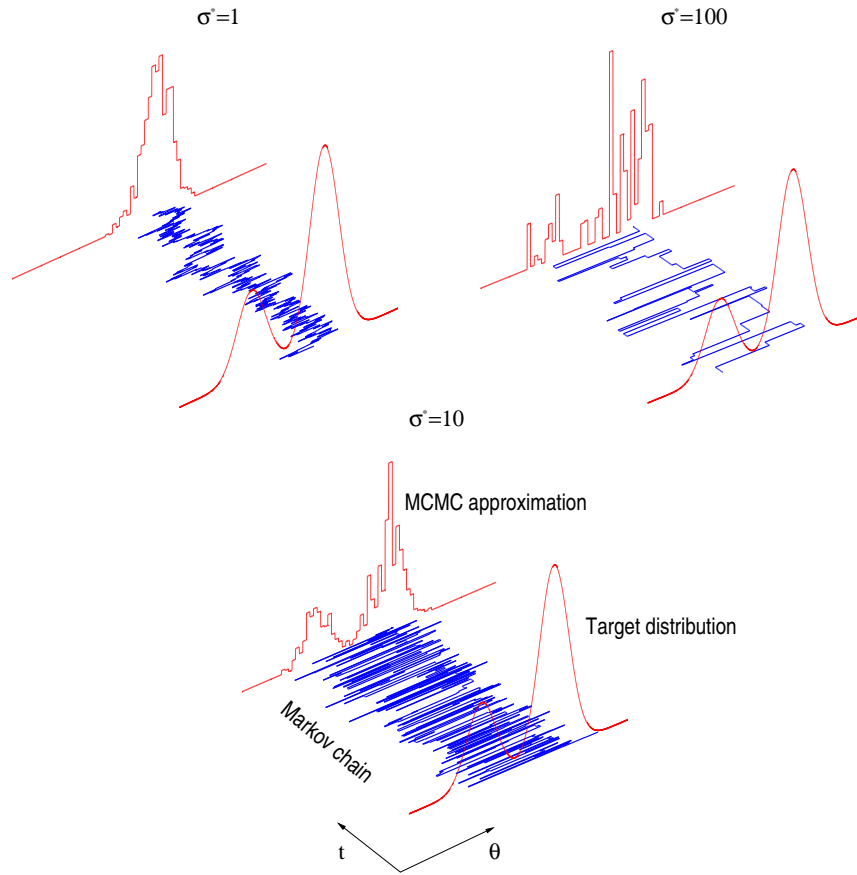 σ*=1
σ*=100
σ*=10
MCMC approximation
Target distribution
Markov chain
t
θ